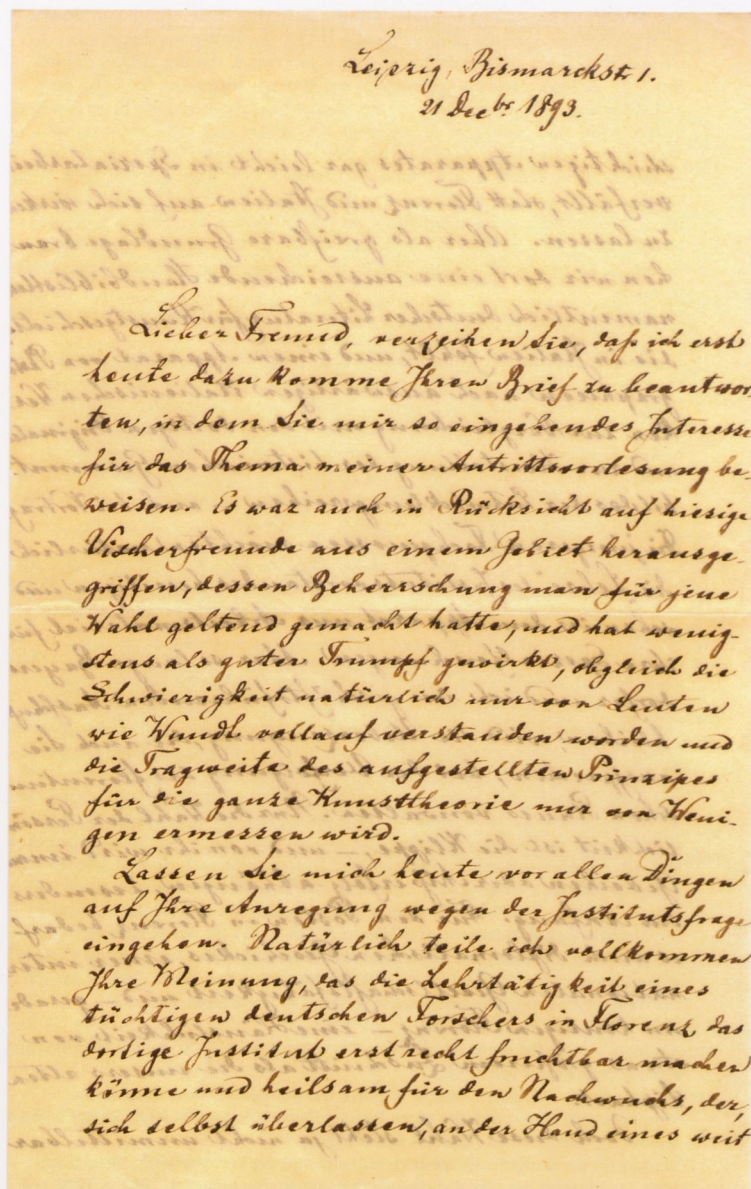 Leipzig, Bismarckstr 1.
21 Decbr 1893.
Lieber Freund, verzeihen Sie, daß ich erst
heute dazu komme Ihren Brief zu beantwor-
ten, in dem Sie mir so eingehendes Interesse
für das Thema meiner Antrittsvorlesung be-
weisen. Es war auch in Rücksicht auf hiesige
Vischerfreunde aus einem Gebiet herausge-
griffen, dessen Beherrschung man für jene
Wahl geltend gemacht hatte, und hat wenig-
stens als guter Trumpf gewirkt, obgleich die
Schwierigkeit natürlich nur von Leuten
wie Wundt vollauf verstanden worden und
die Tragweite des aufgestellten Prinzipes
für die ganze Kunsttheorie nur von Weni-
gen ermessen wird.
Lassen Sie mich heute vor allen Dingen
auf Ihre Anregung wegen der Institutsfrage
eingehen. Natürlich teile ich vollkommen
Ihre Meinung, das die Lehrtätigkeit eines
tüchtigen deutschen Forschers in Florenz das
dortige Institut erst recht fruchtbar machen
könne und heilsam für den Nachwuchs, der,
sich selbst überlassen, an der Hand eines weit